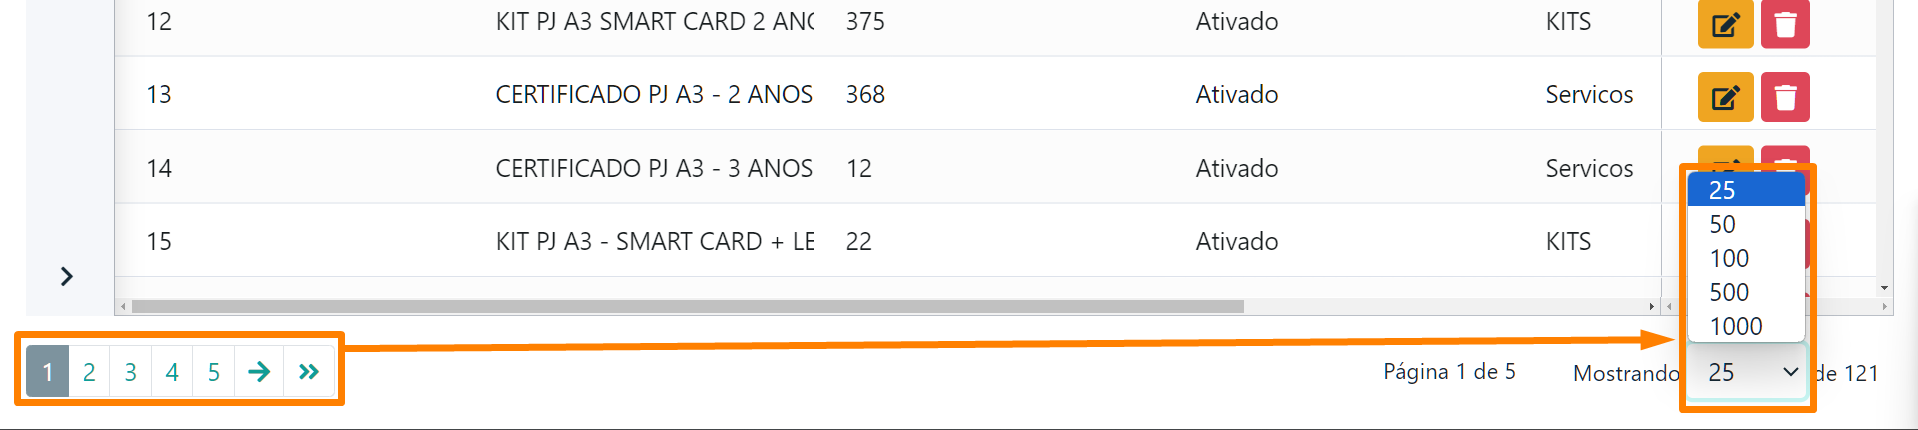 12 KIT PJ A3 SMART CARD 2 AN 375 Ativado KITS
13 CERTIFICADO PJ A3 - 2 ANOS 368 Ativado Servicos
14 CERTIFICADO PJ A3 - 3 ANOS 12 Ativado Servicos
15 KIT PJ A3 - SMART CARD + LE 22 Ativado KITS
25
50
100
500
1000
1 2 3 4 5 Página 1 de 5 Mostrando 25 de 121